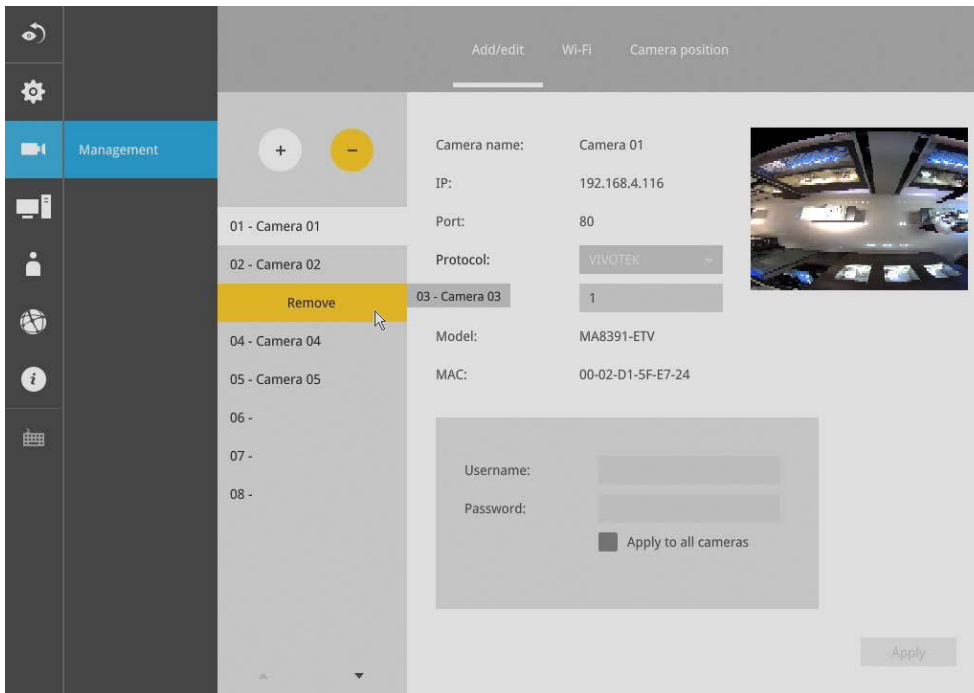 Add/edit Wi-Fi Camera position
Management
+ −
01 - Camera 01
02 - Camera 02
Remove
04 - Camera 04
05 - Camera 05
06 -
07 -
08 -
Camera name: Camera 01
IP: 192.168.4.116
Port: 80
Protocol: VIVOTEK
03 - Camera 03 1
Model: MA8391-ETV
MAC: 00-02-D1-5F-E7-24
Username:
Password:
Apply to all cameras
Apply